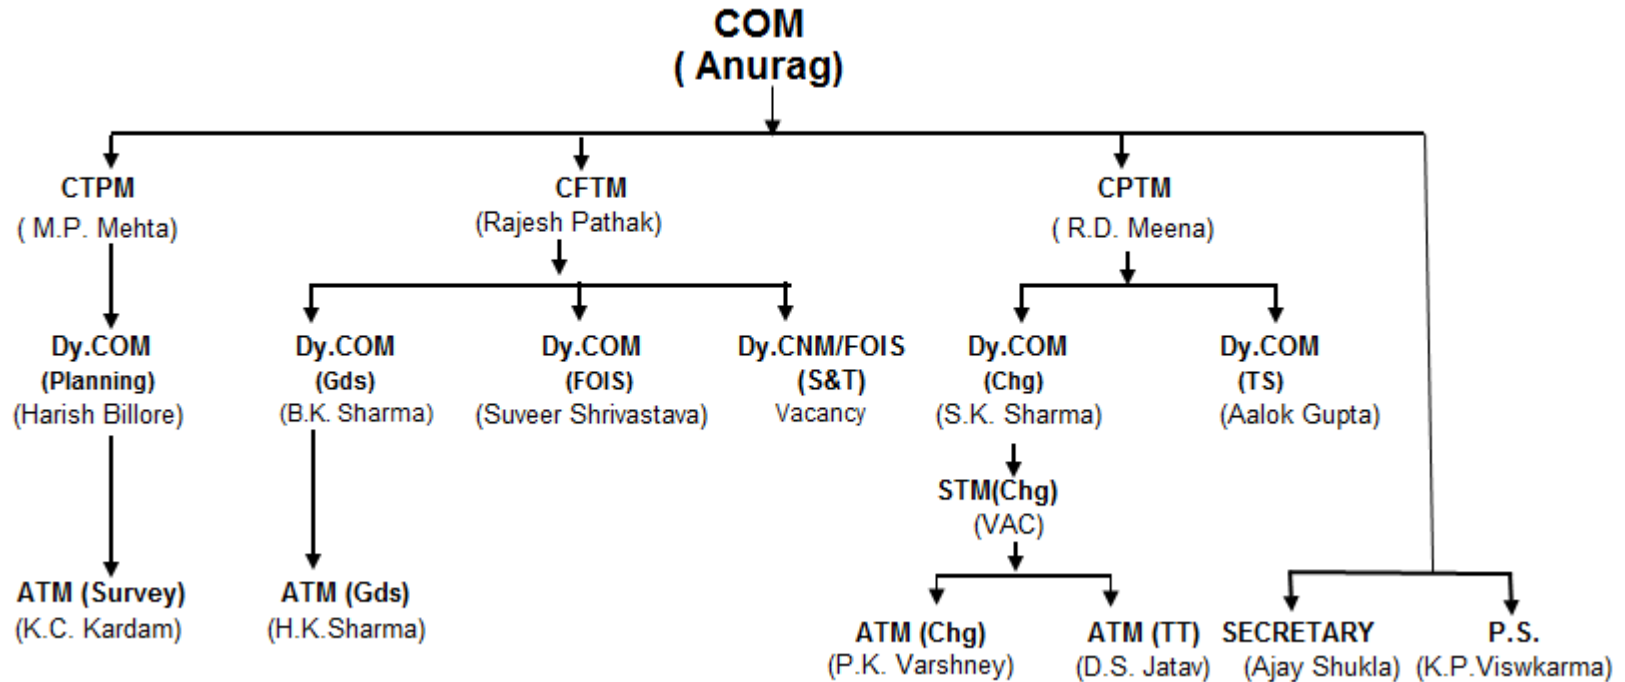 COM
( Anurag)
CTPM
( M.P. Mehta)
CFTM
(Rajesh Pathak)
CPTM
( R.D. Meena)
Dy.COM
(Planning)
(Harish Billore)
Dy.COM
(Gds)
(B.K. Sharma)
Dy.COM
(FOIS)
(Suveer Shrivastava)
Dy.CNM/FOIS
(S&T)
Vacancy
Dy.COM
(Chg)
(S.K. Sharma)
Dy.COM
(TS)
(Aalok Gupta)
STM(Chg)
(VAC)
ATM (Survey)
(K.C. Kardam)
ATM (Gds)
(H.K.Sharma)
ATM (Chg)
(P.K. Varshney)
ATM (TT)
(D.S. Jatav)
SECRETARY
(Ajay Shukla)
P.S.
(K.P.Viswkarma)